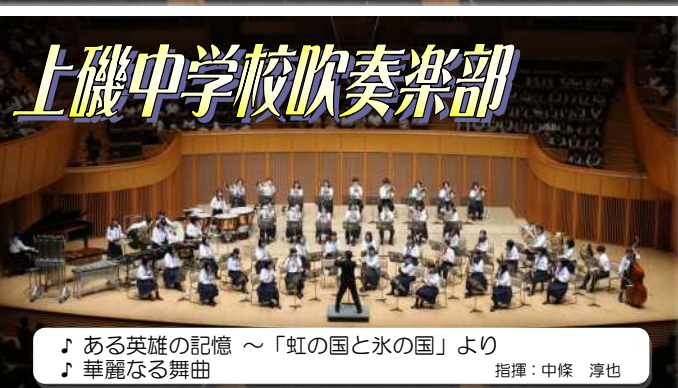 上磯中学校吹奏楽部
♪ ある英雄の記憶 ～「虹の国と氷の国」より
♪ 華麗なる舞曲
指揮：中條　淳也